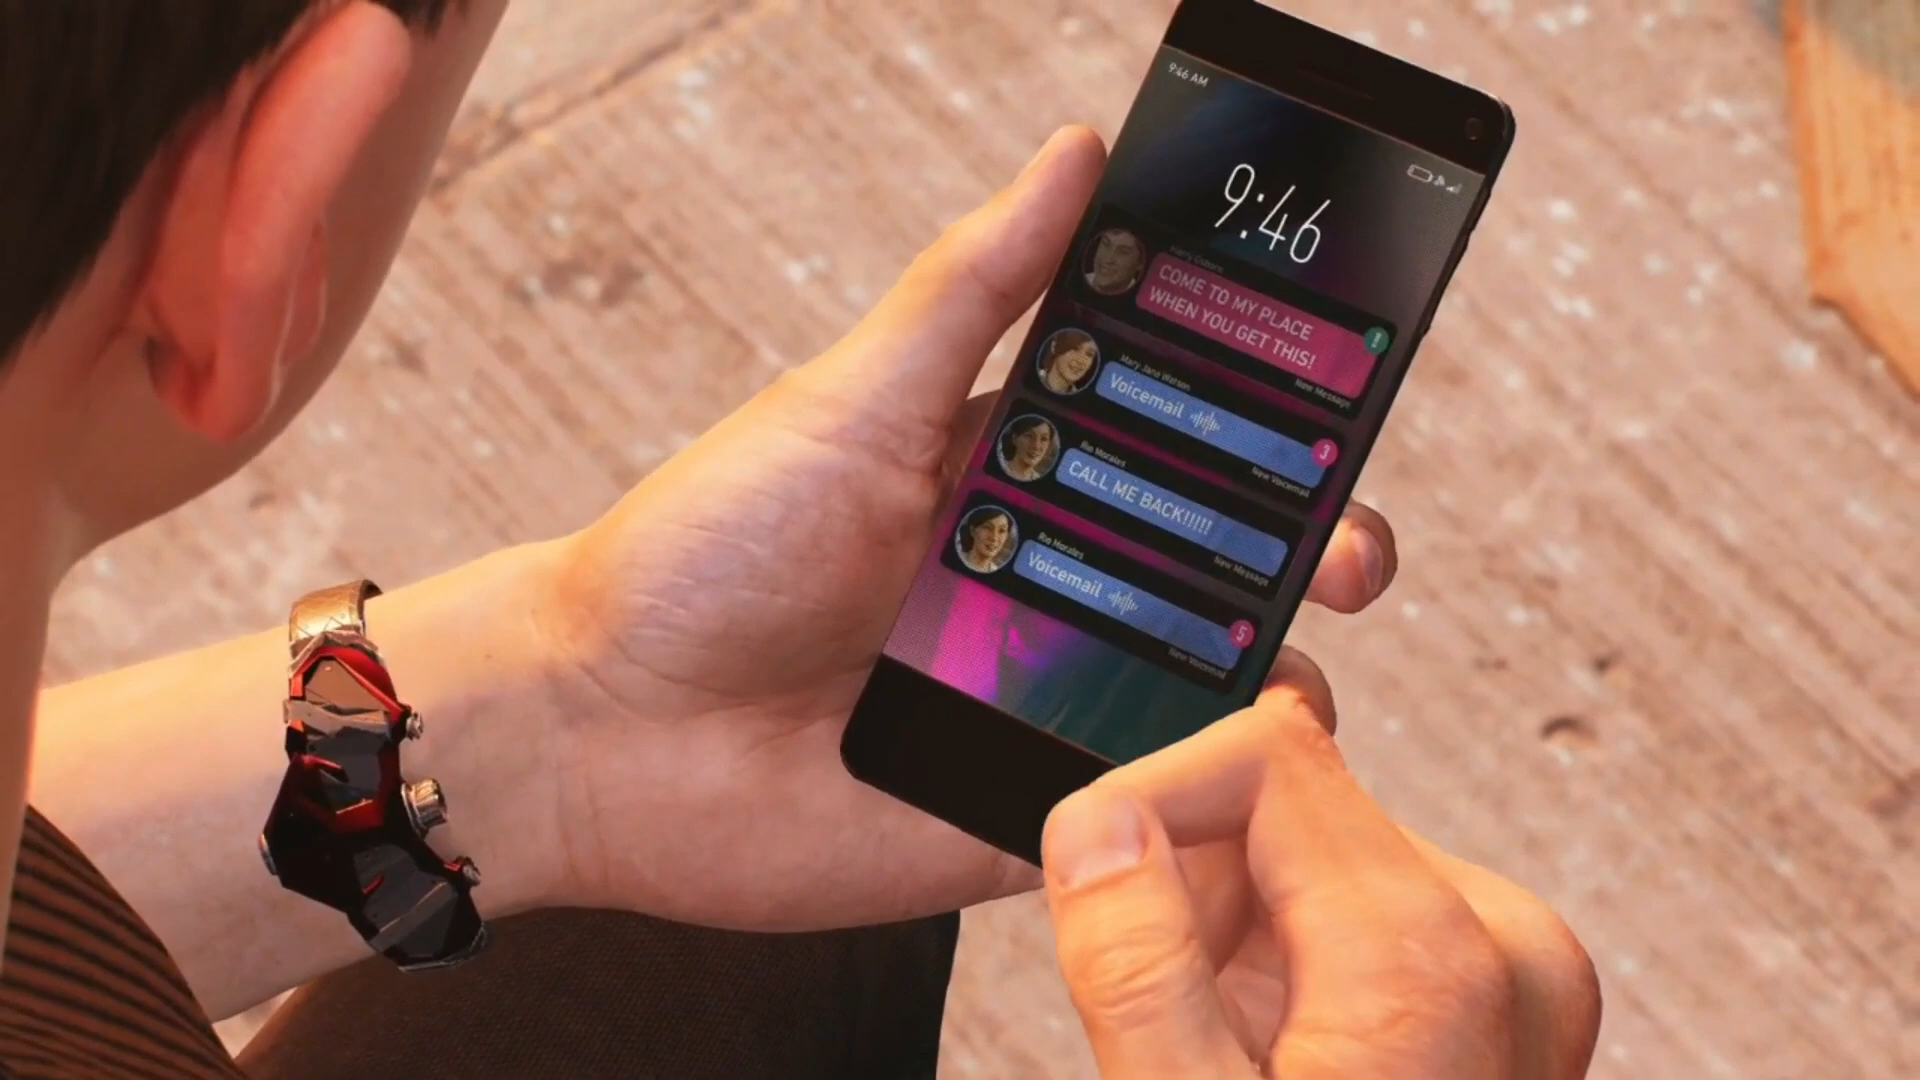 9:46 AM
9:46
Harry Osborn
COME TO MY PLACE
WHEN YOU GET THIS!
!
New Message
Mary Jane Watson
Voicemail
3
New Voicemail
Rio Morales
CALL ME BACK!!!!!
New Message
Rio Morales
Voicemail
5
New Voicemail